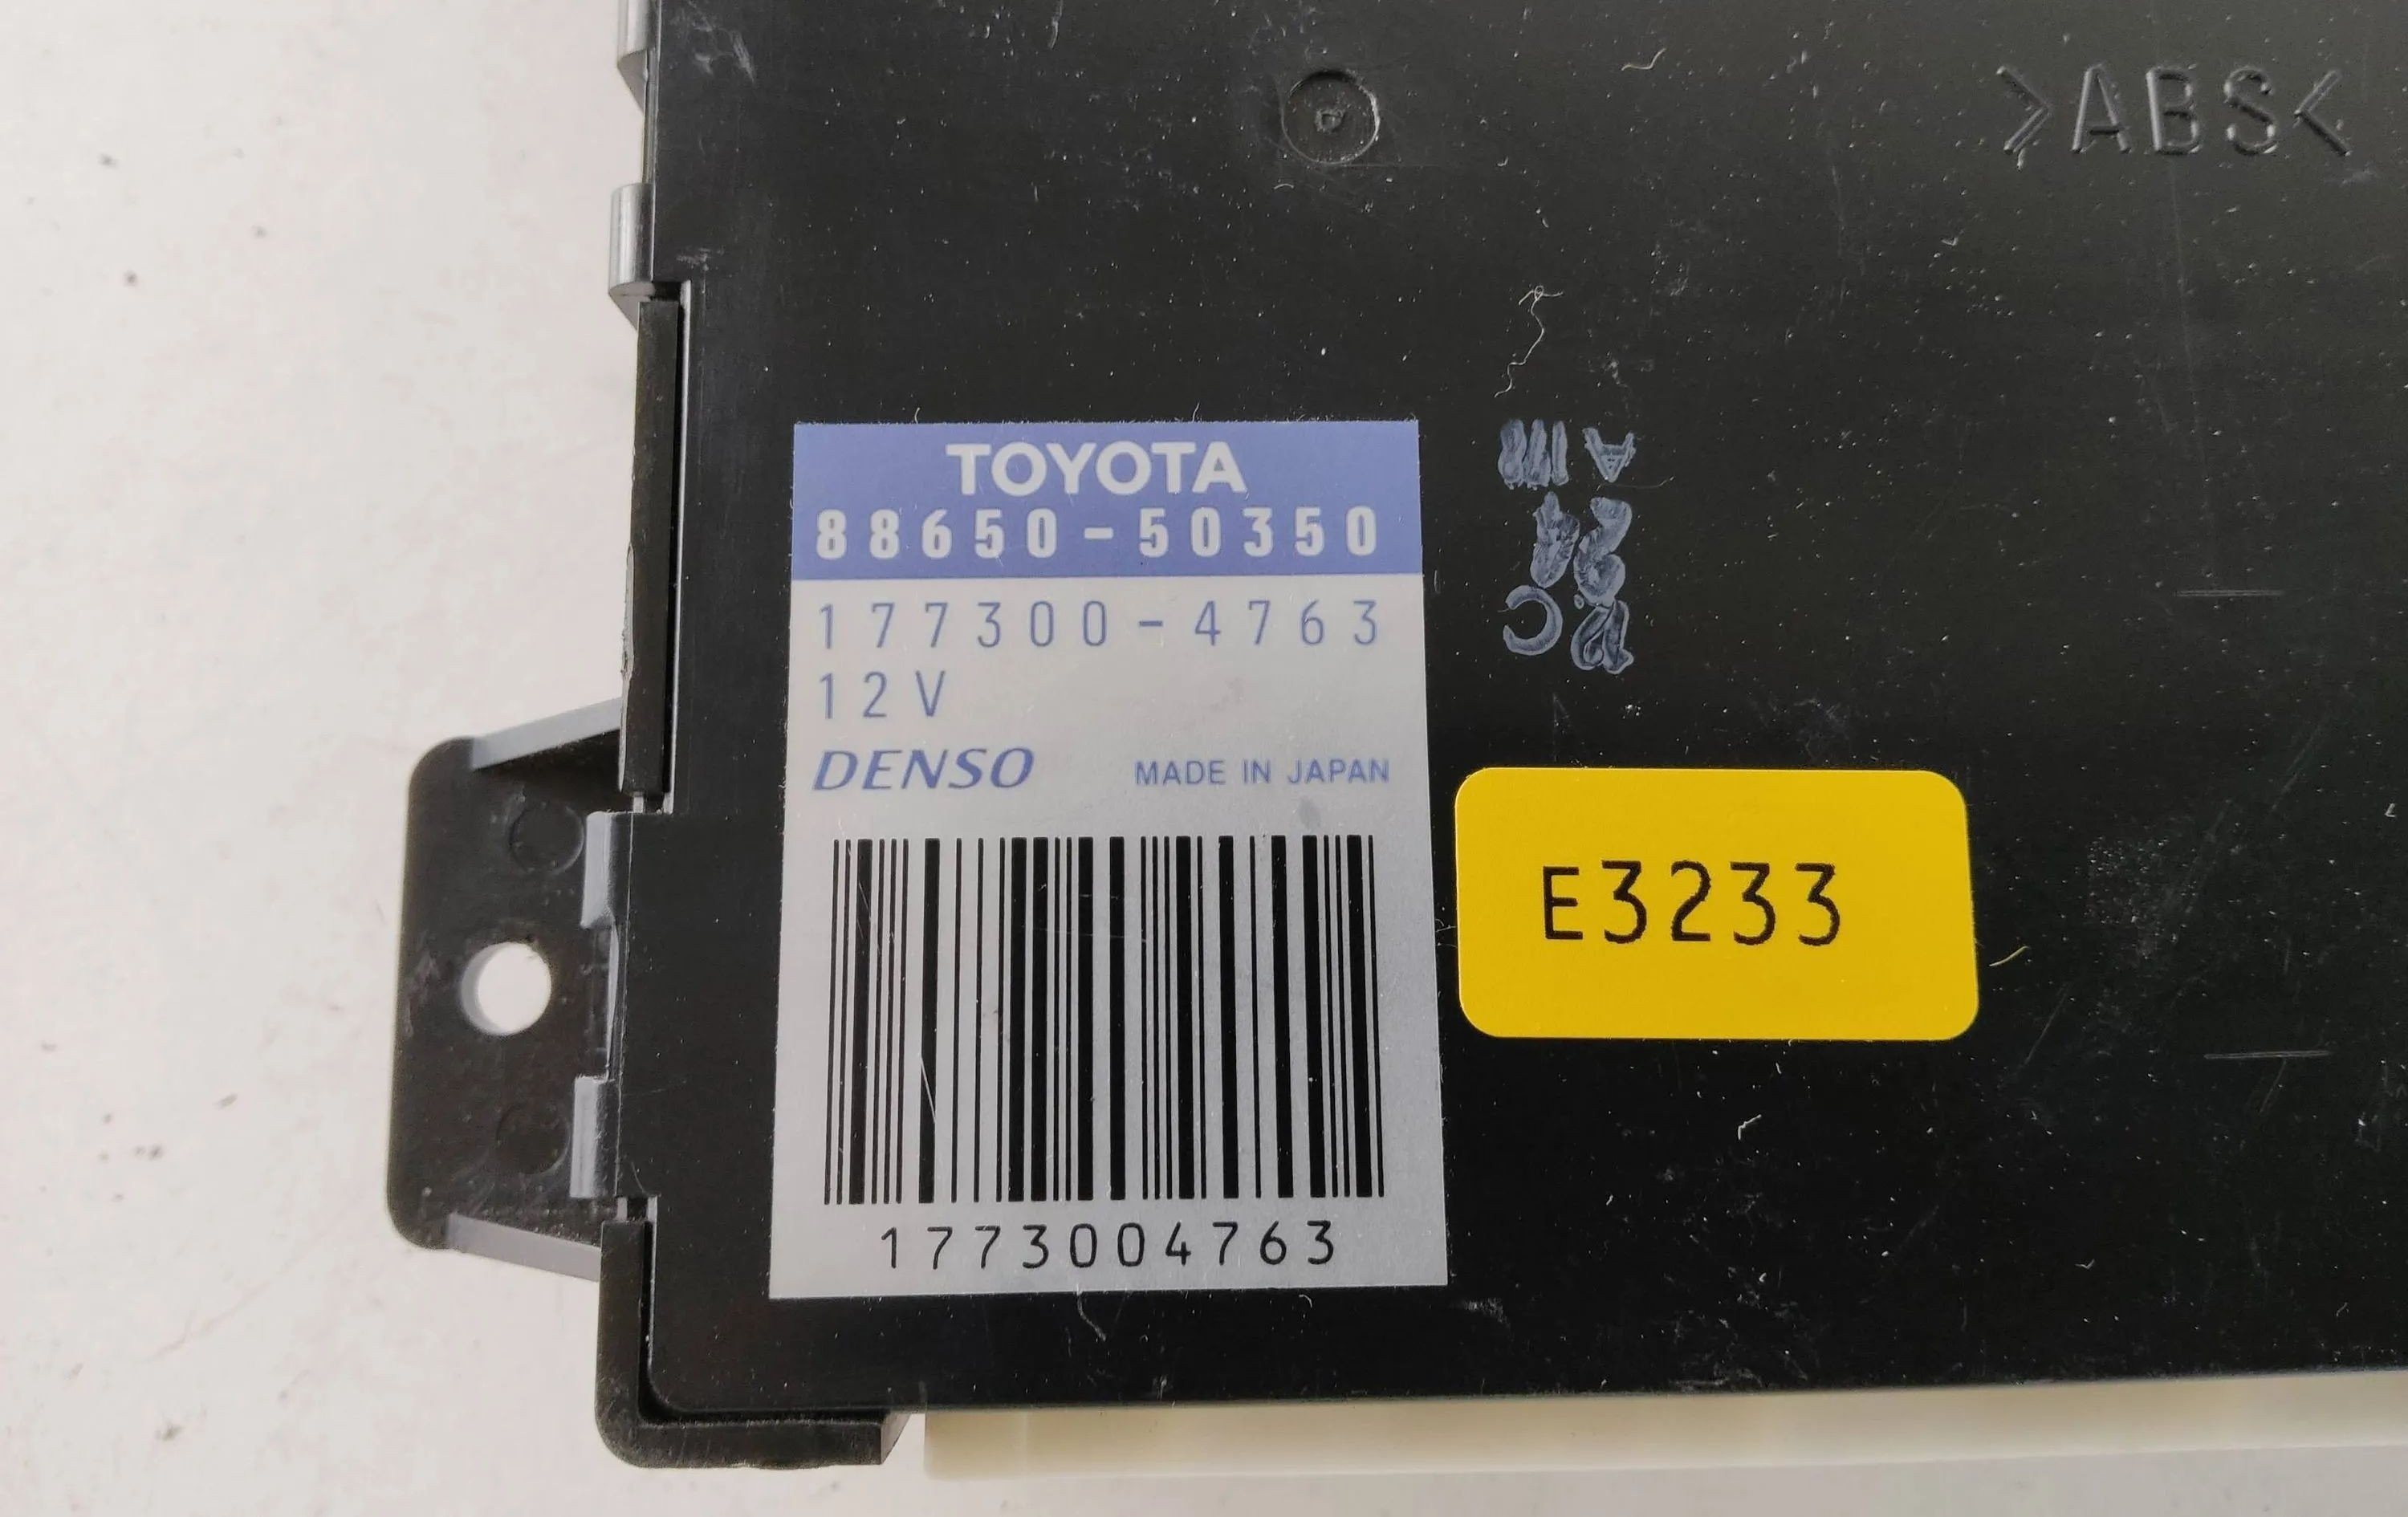 >ABS<
TOYOTA
88650-50350
177300-4763
12V
DENSO MADE IN JAPAN
1773004763
E3233